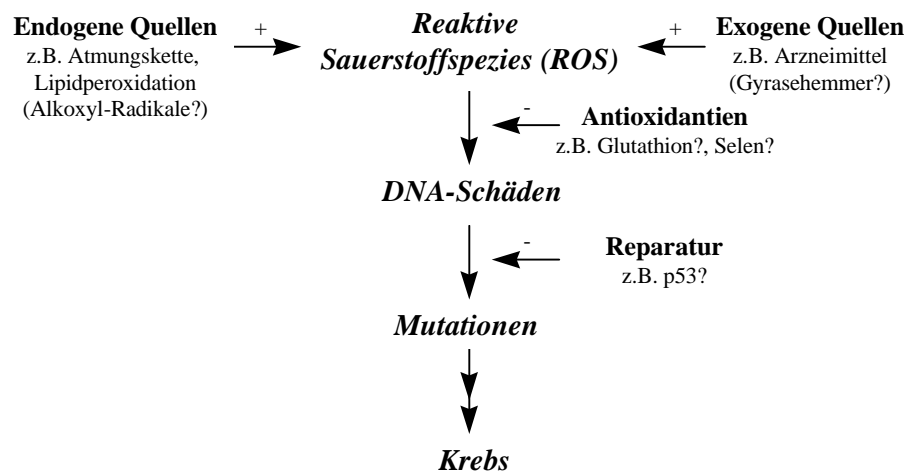 Endogene Quellen
z.B. Atmungskette,
Lipidperoxidation
(Alkoxyl-Radikale?)
+
Reaktive
Sauerstoffspezies (ROS)
+
Exogene Quellen
z.B. Arzneimittel
(Gyrasehemmer?)
-
Antioxidantien
z.B. Glutathion?, Selen?
DNA-Schäden
-
Reparatur
z.B. p53?
Mutationen
Krebs